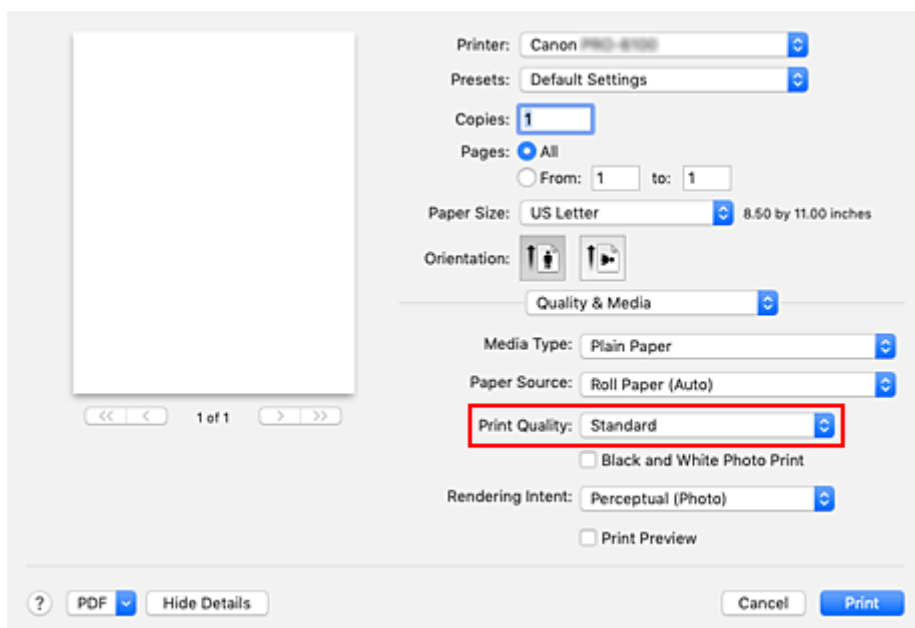 Printer: Canon
Presets: Default Settings
Copies: 1
Pages: All
From: 1 to: 1
Paper Size: US Letter 8.50 by 11.00 inches
Orientation:
Quality & Media
Media Type: Plain Paper
Paper Source: Roll Paper (Auto)
1 of 1
Print Quality: Standard
Black and White Photo Print
Rendering Intent: Perceptual (Photo)
Print Preview
? PDF Hide Details Cancel Print